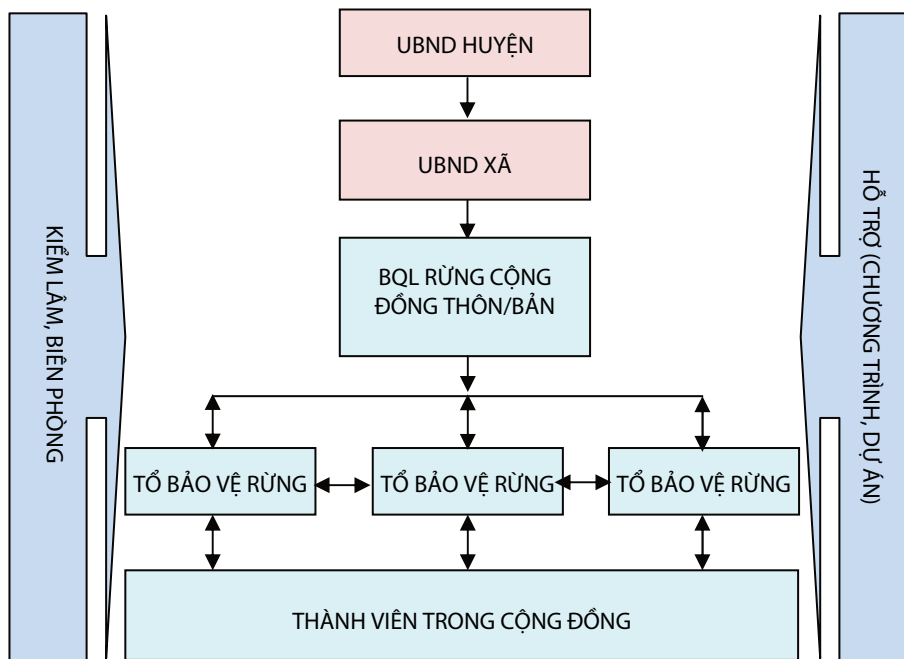 UBND HUYỆN
UBND XÃ
BQL RỪNG CỘNG
ĐỒNG THÔN/BẢN
TỔ BẢO VỆ RỪNG
TỔ BẢO VỆ RỪNG
TỔ BẢO VỆ RỪNG
THÀNH VIÊN TRONG CỘNG ĐỒNG
KIỂM LÂM, BIÊN PHÒNG
HỖ TRỢ (CHƯƠNG TRÌNH, DỰ ÁN)